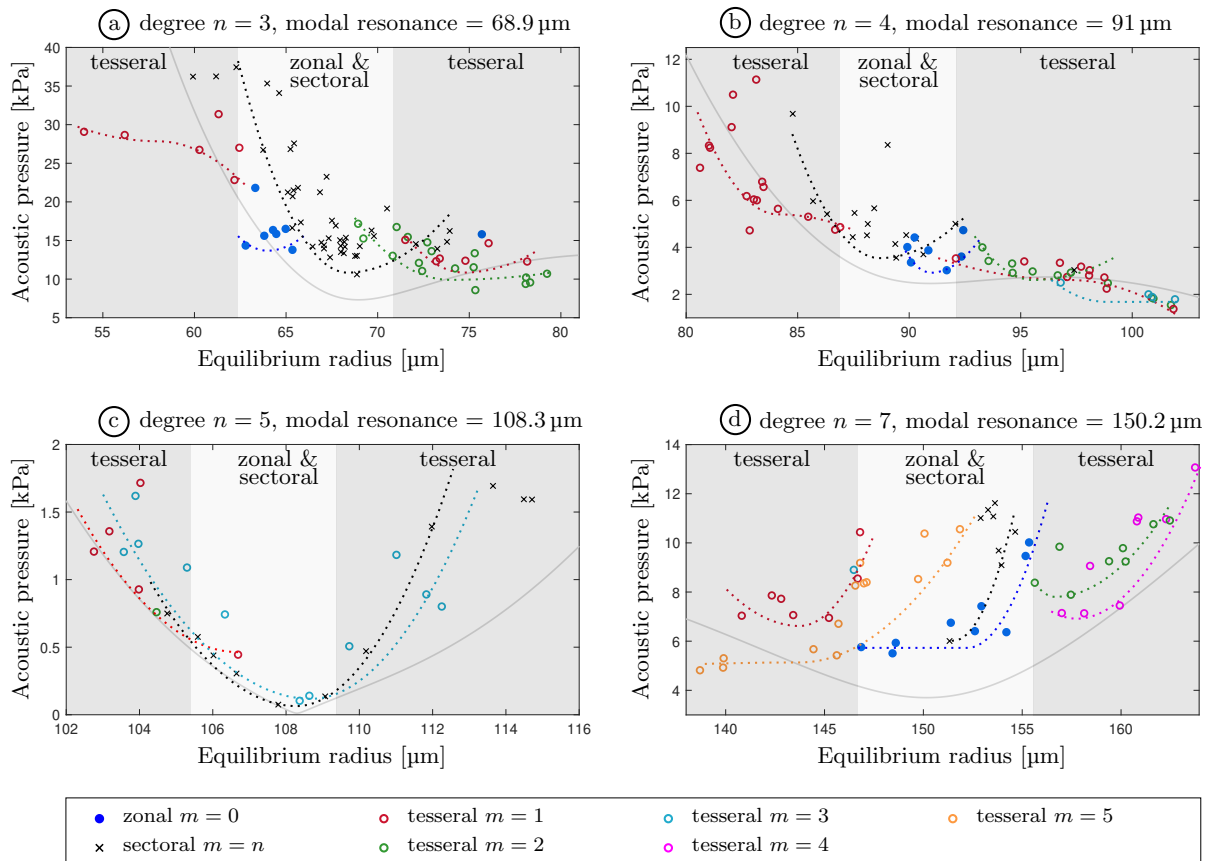 a degree n = 3, modal resonance = 68.9 µm
tesseral
zonal &
sectoral
tesseral
Acoustic pressure [kPa]
40
35
30
25
20
15
10
5
55 60 65 70 75 80
Equilibrium radius [µm]
b degree n = 4, modal resonance = 91 µm
tesseral
zonal &
sectoral
tesseral
Acoustic pressure [kPa]
12
10
8
6
4
2
80 85 90 95 100
Equilibrium radius [µm]
c degree n = 5, modal resonance = 108.3 µm
tesseral
zonal &
sectoral
tesseral
Acoustic pressure [kPa]
2
1.5
1
0.5
0
102 104 106 108 110 112 114 116
Equilibrium radius [µm]
d degree n = 7, modal resonance = 150.2 µm
tesseral
zonal &
sectoral
tesseral
Acoustic pressure [kPa]
14
12
10
8
6
4
140 145 150 155 160
Equilibrium radius [µm]
zonal m = 0
tesseral m = 1
tesseral m = 3
tesseral m = 5
sectoral m = n
tesseral m = 2
tesseral m = 4